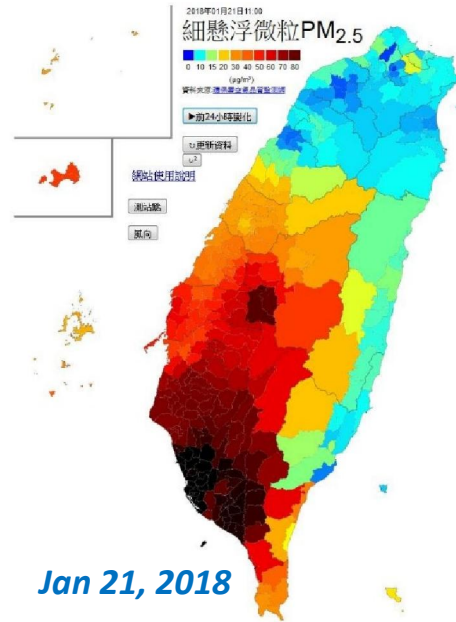 2018年01月21日11:00
細懸浮微粒PM2.5
0 10 15 20 30 40 50 60 70 80
(μg/m³)
資料來源:環保署空氣品質監測網
▶前24小時變化
↻更新資料
網站使用說明
測站點
風向
Jan 21, 2018